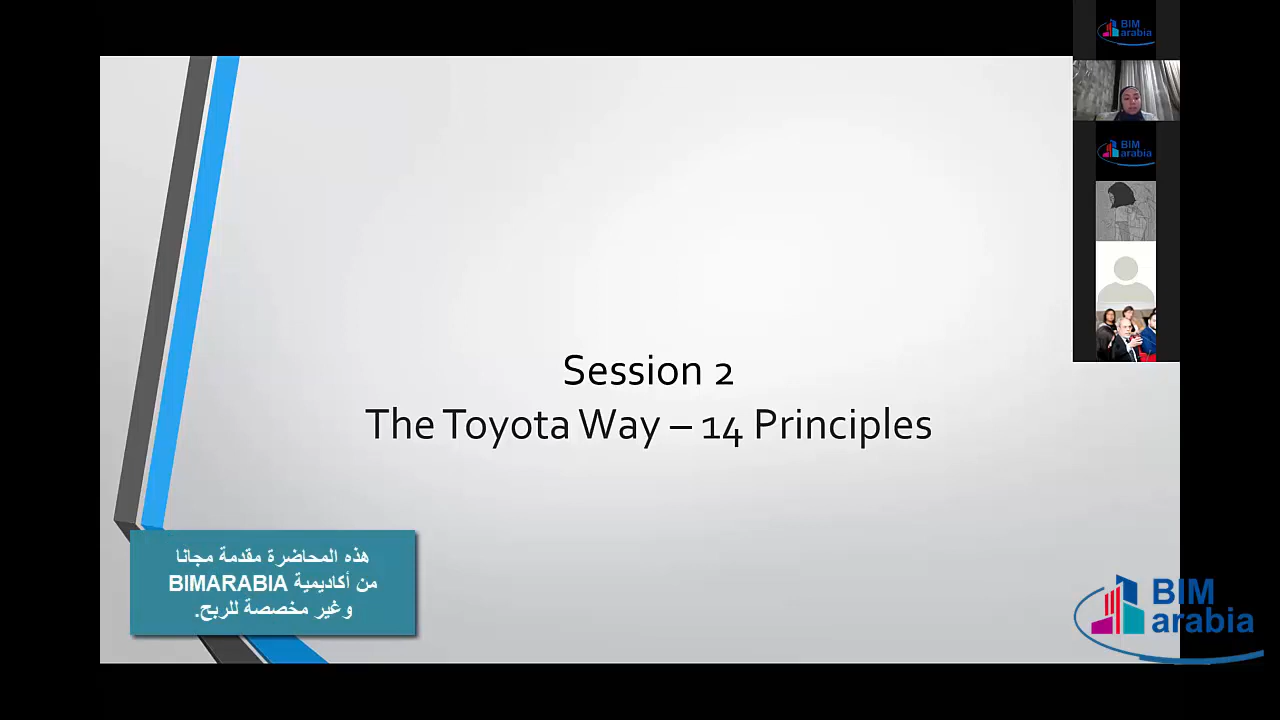 BIM
arabia
BIM
arabia
Session 2
The Toyota Way – 14 Principles
هذه المحاضرة مقدمة مجانا
من أكاديمية BIMARABIA
وغير مخصصة للربح.
BIM
arabia